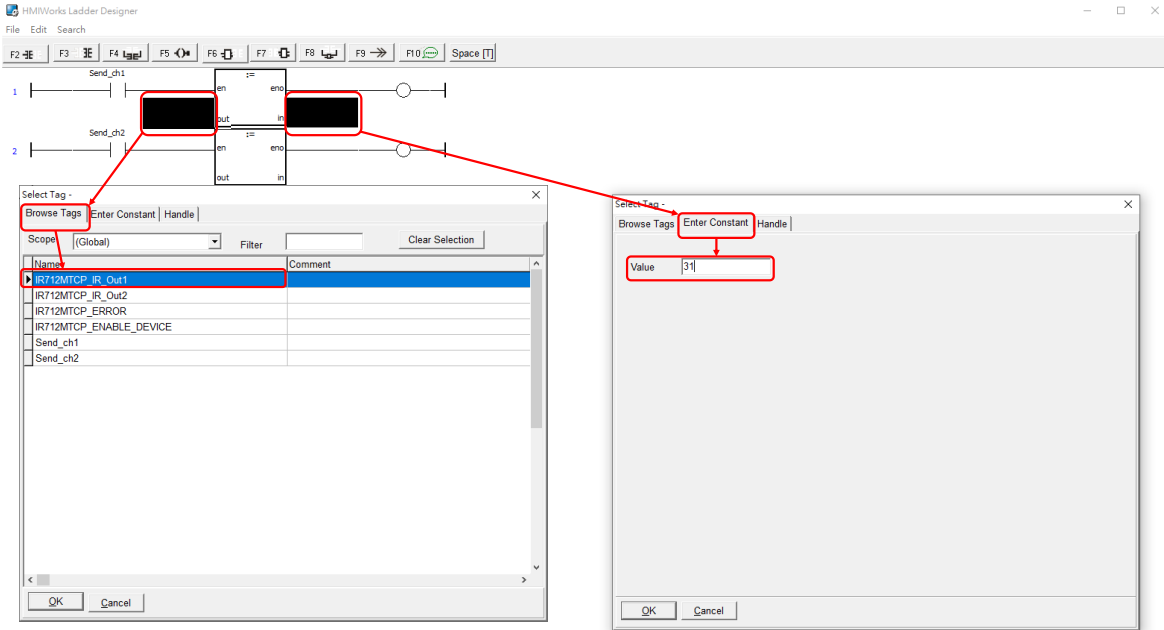 HMIWorks Ladder Designer
File Edit Search
F2 F3 F4 F5 F6 F7 F8 F9 F10 Space [T]
Send_ch1
:=
1
en eno
out in
Send_ch2
:=
2
en eno
out in
Select Tag -
Browse Tags Enter Constant Handle
Scope (Global) Filter Clear Selection
Name Comment
IR712MTCP_IR_Out1
IR712MTCP_IR_Out2
IR712MTCP_ERROR
IR712MTCP_ENABLE_DEVICE
Send_ch1
Send_ch2
OK Cancel
Select Tag -
Browse Tags Enter Constant Handle
Value 31
OK Cancel